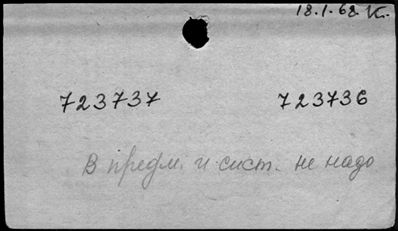 18.1.62. К.
723737 723736
В предм. и сист. не надо